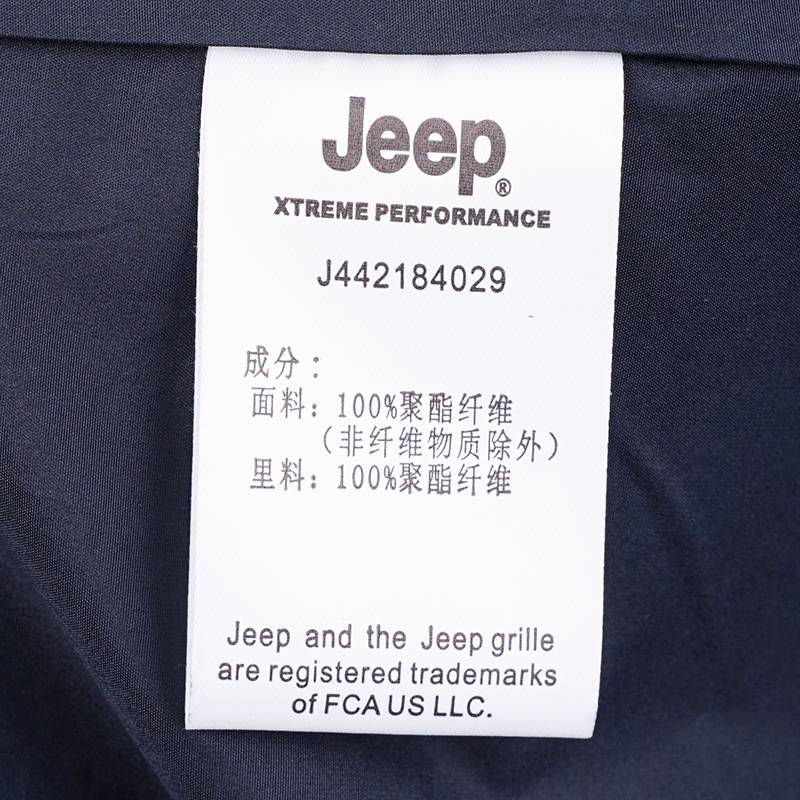 Jeep®
XTREME PERFORMANCE
J442184029
成分：
面料：100%聚酯纤维
（非纤维物质除外）
里料：100%聚酯纤维
Jeep and the Jeep grille
are registered trademarks
of FCA US LLC.